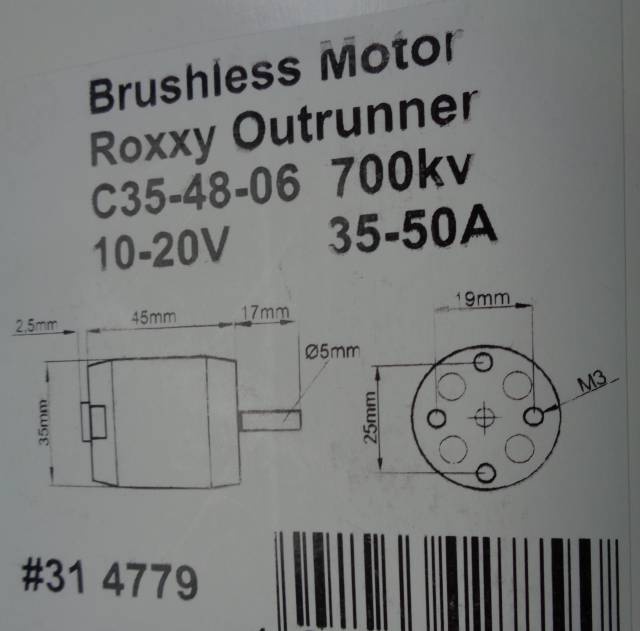 Brushless Motor
Roxxy Outrunner
C35-48-06 700kv
10-20V 35-50A
2.5mm 45mm 17mm 19mm
Ø5mm
M3
35mm 25mm
#31 4779